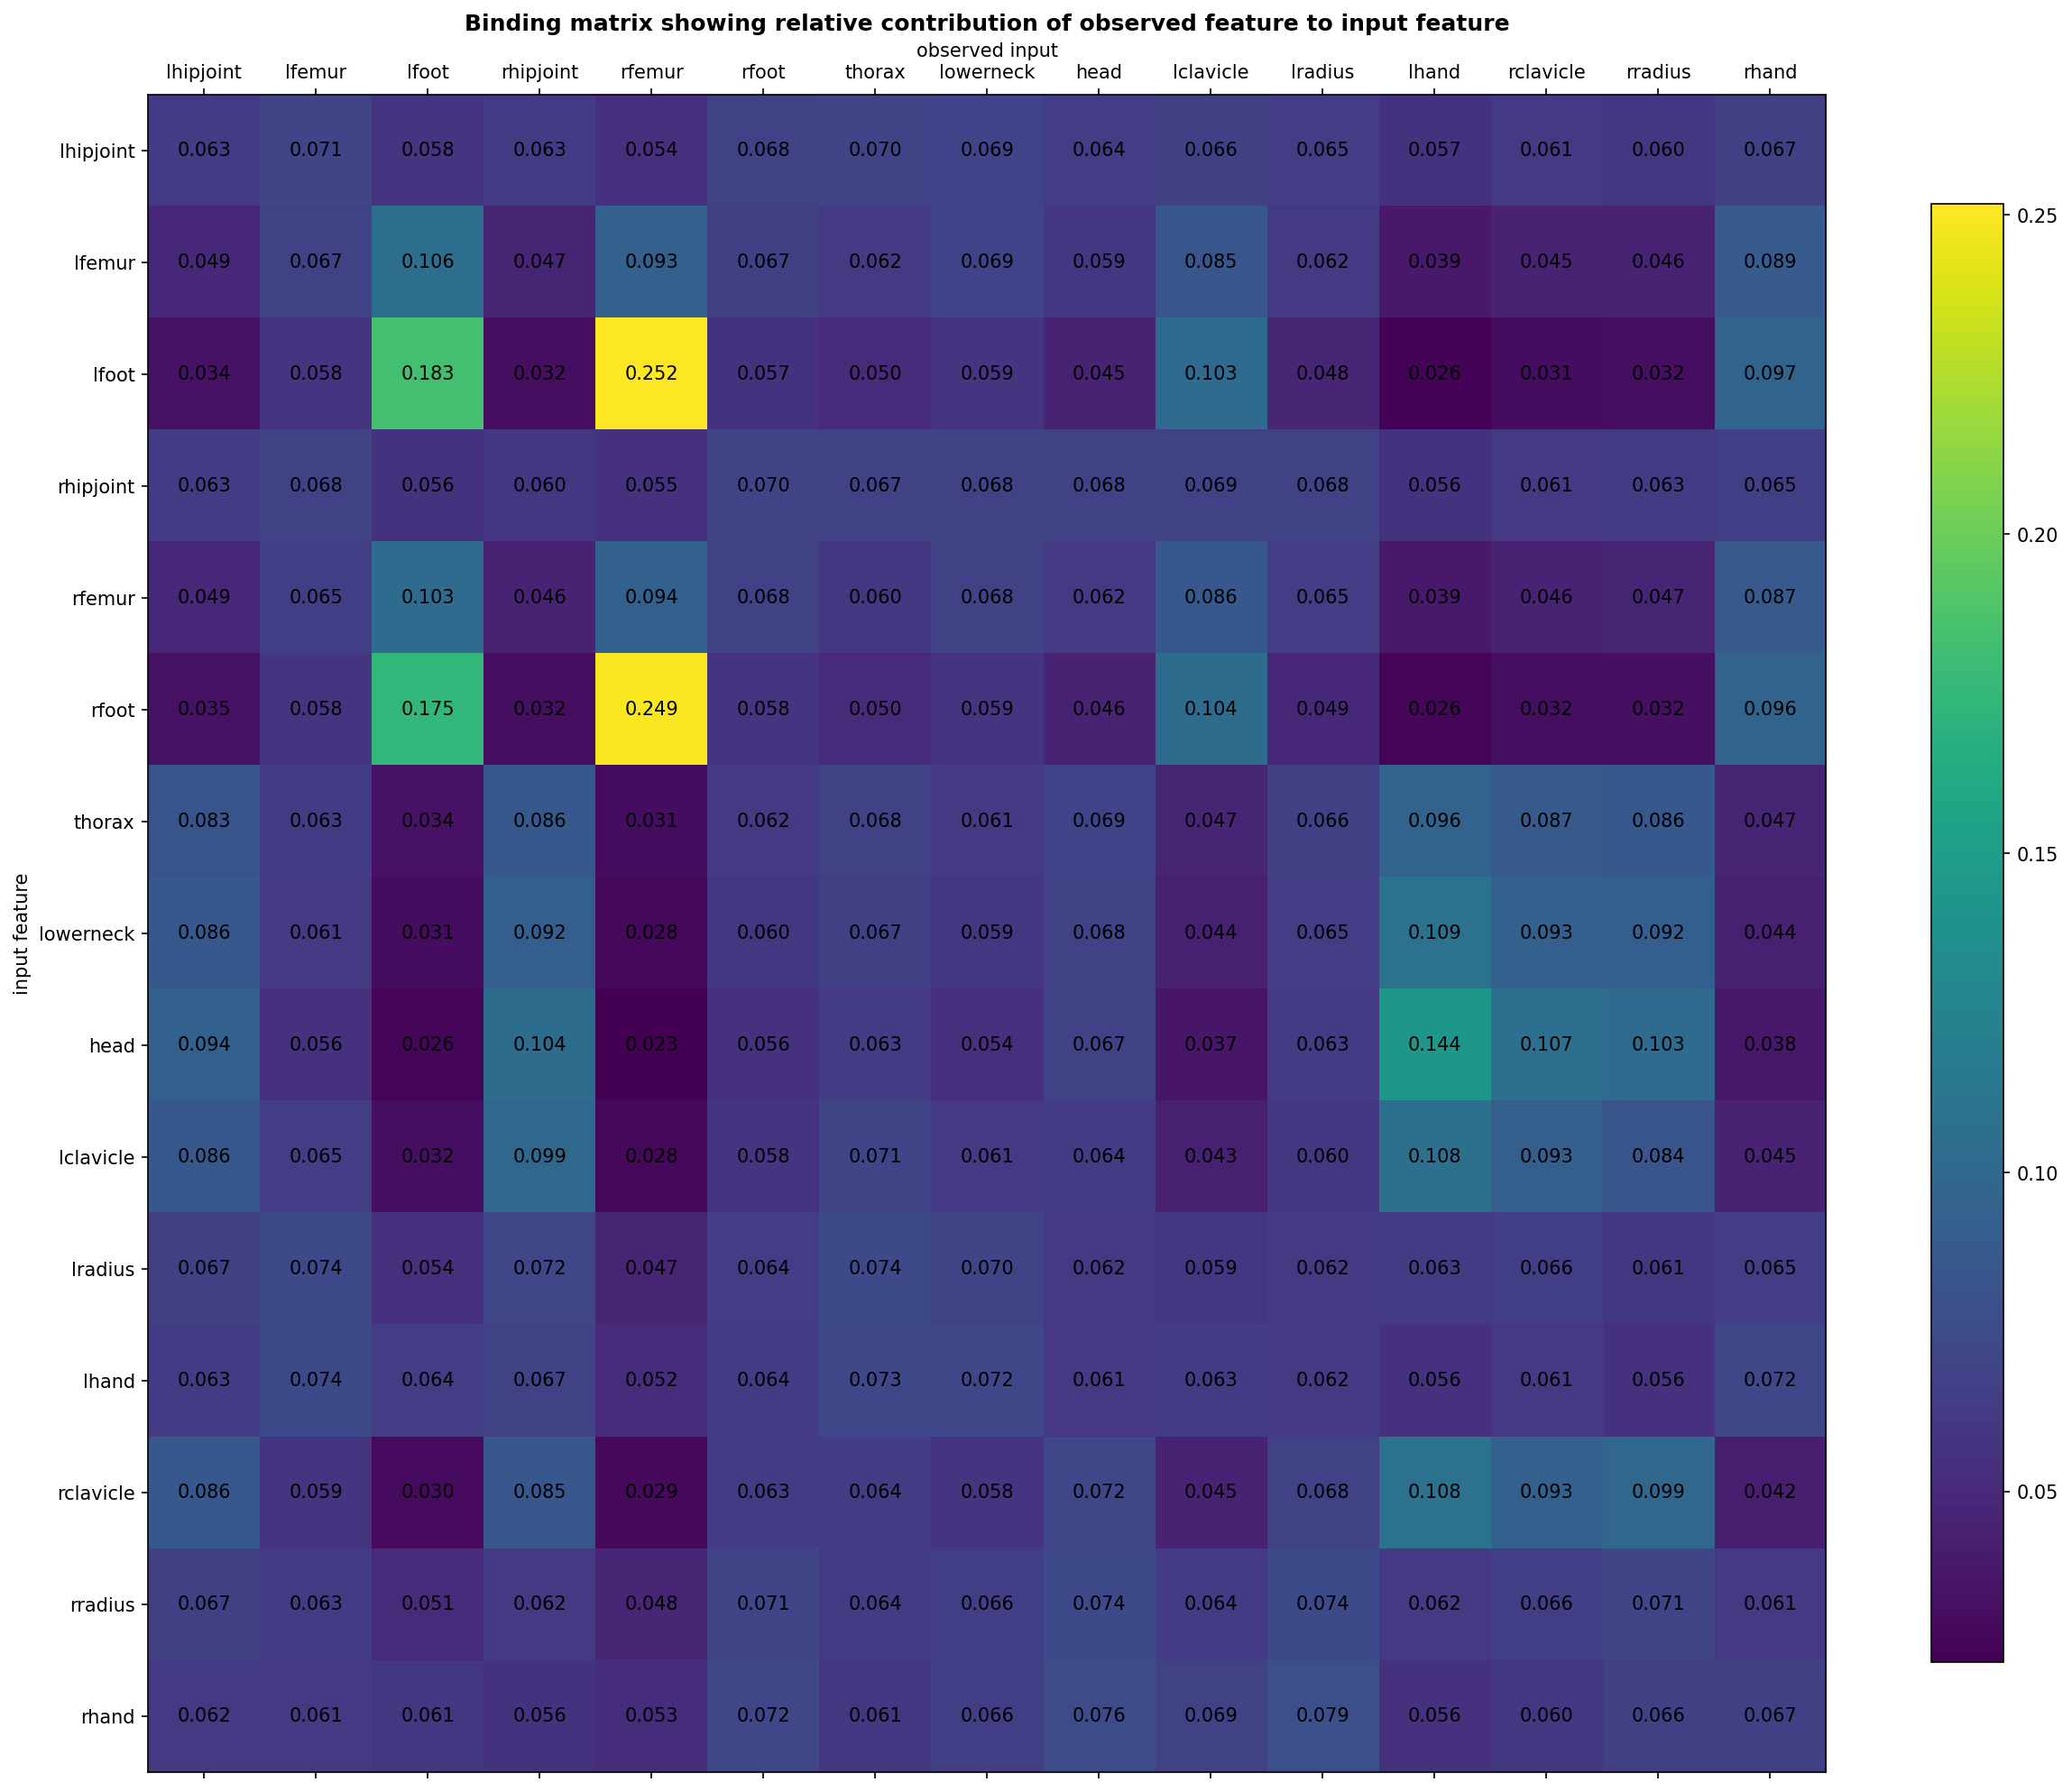 Binding matrix showing relative contribution of observed feature to input feature
observed input
lhipjoint lfemur lfoot rhipjoint rfemur rfoot thorax lowerneck head lclavicle lradius lhand rclavicle rradius rhand
lhipjoint 0.063 0.071 0.058 0.063 0.054 0.068 0.070 0.069 0.064 0.066 0.065 0.057 0.061 0.060 0.067
lfemur 0.049 0.067 0.106 0.047 0.093 0.067 0.062 0.069 0.059 0.085 0.062 0.039 0.045 0.046 0.089
lfoot 0.034 0.058 0.183 0.032 0.252 0.057 0.050 0.059 0.045 0.103 0.048 0.026 0.031 0.032 0.097
rhipjoint 0.063 0.068 0.056 0.060 0.055 0.070 0.067 0.068 0.068 0.069 0.068 0.056 0.061 0.063 0.065
rfemur 0.049 0.065 0.103 0.046 0.094 0.068 0.060 0.068 0.062 0.086 0.065 0.039 0.046 0.047 0.087
rfoot 0.035 0.058 0.175 0.032 0.249 0.058 0.050 0.059 0.046 0.104 0.049 0.026 0.032 0.032 0.096
thorax 0.083 0.063 0.034 0.086 0.031 0.062 0.068 0.061 0.069 0.047 0.066 0.096 0.087 0.086 0.047
lowerneck 0.086 0.061 0.031 0.092 0.028 0.060 0.067 0.059 0.068 0.044 0.065 0.109 0.093 0.092 0.044
head 0.094 0.056 0.026 0.104 0.023 0.056 0.063 0.054 0.067 0.037 0.063 0.144 0.107 0.103 0.038
lclavicle 0.086 0.065 0.032 0.099 0.028 0.058 0.071 0.061 0.064 0.043 0.060 0.108 0.093 0.084 0.045
lradius 0.067 0.074 0.054 0.072 0.047 0.064 0.074 0.070 0.062 0.059 0.062 0.063 0.066 0.061 0.065
lhand 0.063 0.074 0.064 0.067 0.052 0.064 0.073 0.072 0.061 0.063 0.062 0.056 0.061 0.056 0.072
rclavicle 0.086 0.059 0.030 0.085 0.029 0.063 0.064 0.058 0.072 0.045 0.068 0.108 0.093 0.099 0.042
rradius 0.067 0.063 0.051 0.062 0.048 0.071 0.064 0.066 0.074 0.064 0.074 0.062 0.066 0.071 0.061
rhand 0.062 0.061 0.061 0.056 0.053 0.072 0.061 0.066 0.076 0.069 0.079 0.056 0.060 0.066 0.067
input feature
0.25
0.20
0.15
0.10
0.05